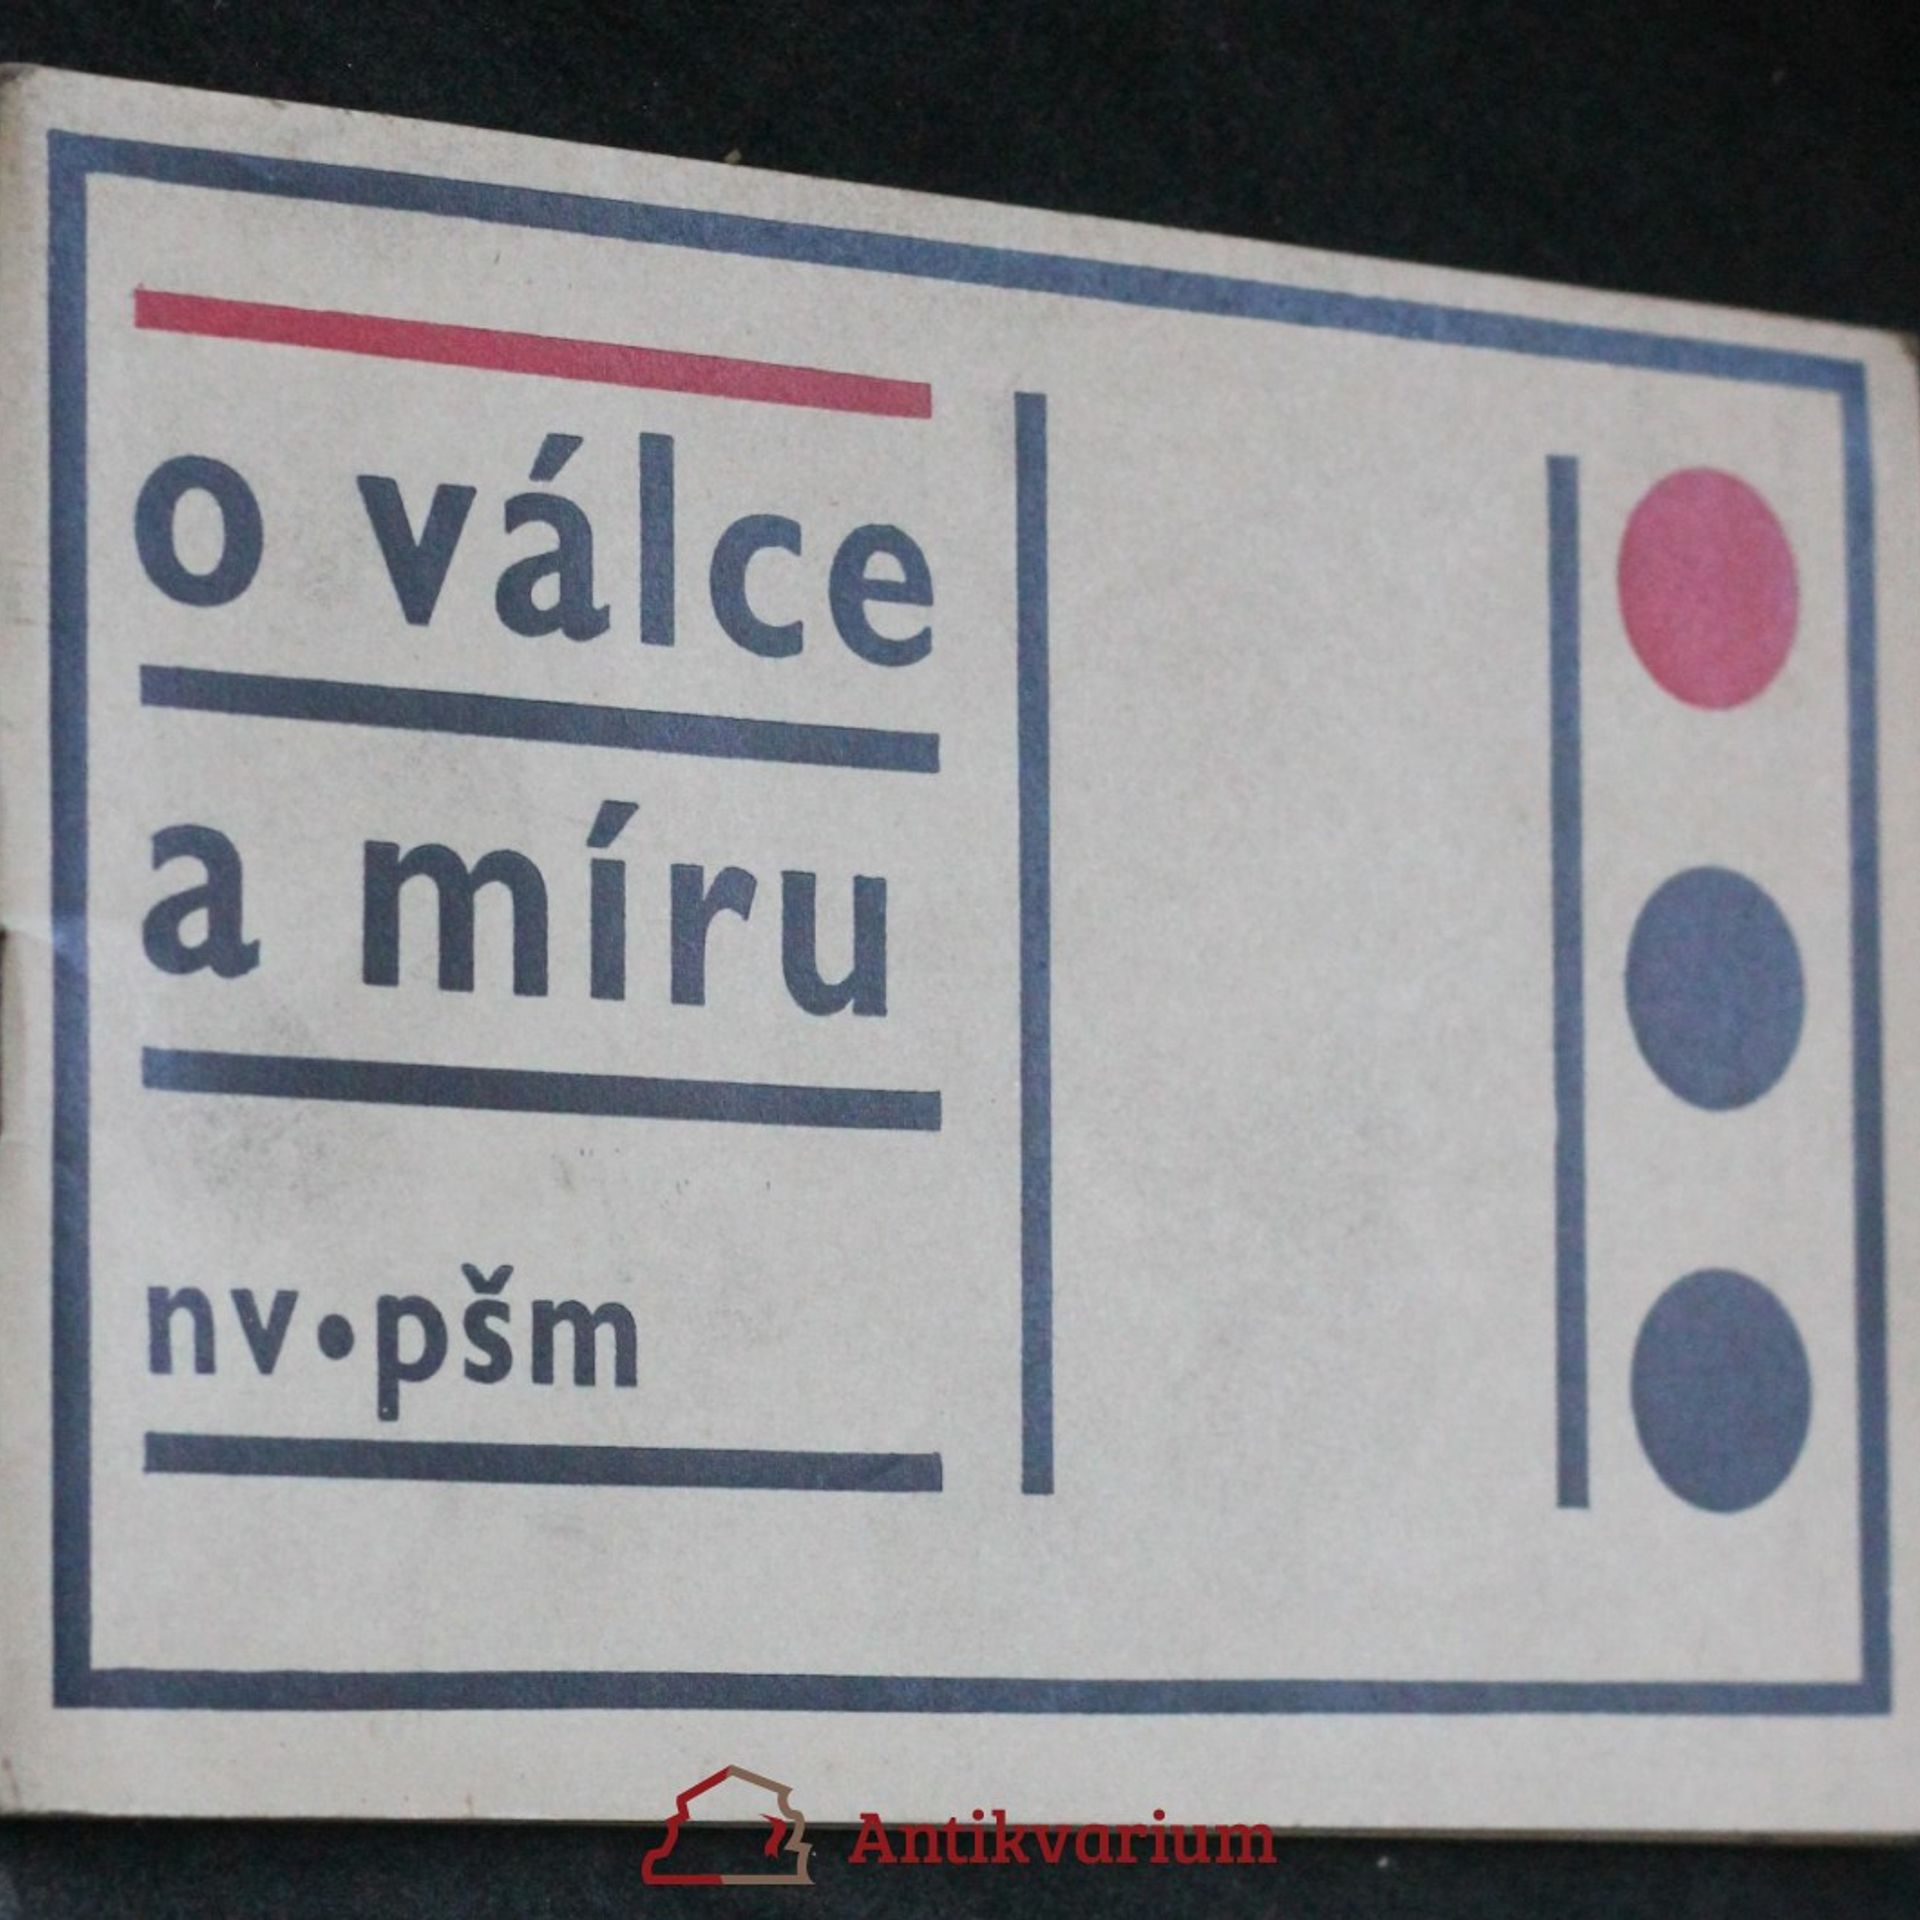 o válce
a míru
nv•pšm
Antikvarium